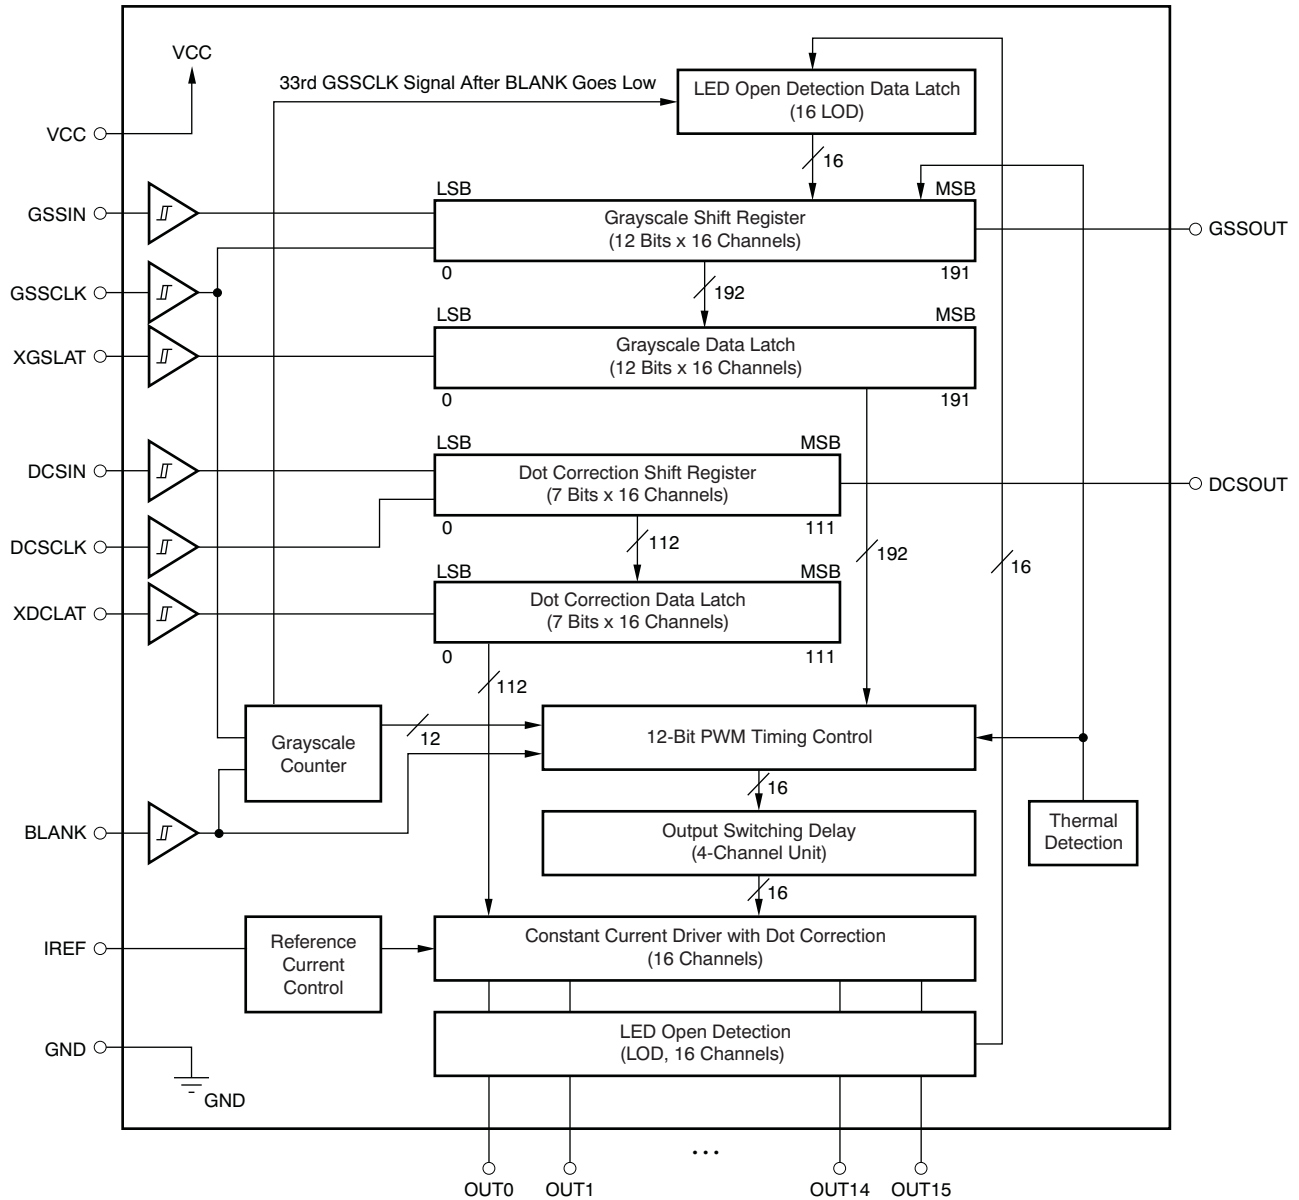 VCC
33rd GSSCLK Signal After BLANK Goes Low
LED Open Detection Data Latch
(16 LOD)
VCC
16
LSB
MSB
GSSIN
Grayscale Shift Register
(12 Bits x 16 Channels)
GSSOUT
0
191
GSSCLK
192
LSB
MSB
XGSLAT
Grayscale Data Latch
(12 Bits x 16 Channels)
0
191
LSB
MSB
DCSIN
Dot Correction Shift Register
(7 Bits x 16 Channels)
DCSOUT
0
111
DCSCLK
112
192
16
LSB
MSB
XDCLAT
Dot Correction Data Latch
(7 Bits x 16 Channels)
0
111
112
Grayscale
Counter
12
12-Bit PWM Timing Control
16
BLANK
Output Switching Delay
(4-Channel Unit)
Thermal
Detection
16
IREF
Reference
Current
Control
Constant Current Driver with Dot Correction
(16 Channels)
GND
LED Open Detection
(LOD, 16 Channels)
GND
...
OUT0
OUT1
OUT14
OUT15